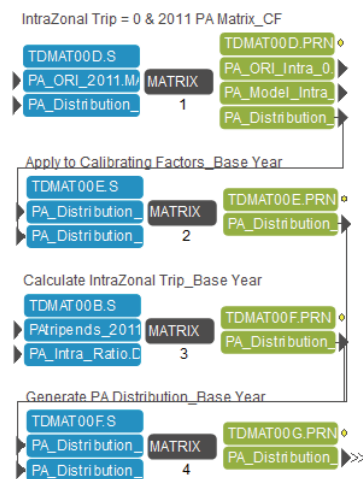 IntraZonal Trip = 0 & 2011 PA Matrix_CF
TDMAT00D.S
PA_ORI_2011.MA
PA_Distribution_
MATRIX
1
TDMAT00D.PRN
PA_ORI_Intra_0.
PA_Model_Intra_
PA_Distribution_
Apply to Calibrating Factors_Base Year
TDMAT00E.S
PA_Distribution_
PA_Distribution_
MATRIX
2
TDMAT00E.PRN
PA_Distribution_
Calculate IntraZonal Trip_Base Year
TDMAT00B.S
PAtripends_2011
PA_Intra_Ratio.D
MATRIX
3
TDMAT00F.PRN
PA_Distribution_
Generate PA Distribution_Base Year
TDMAT00F.S
PA_Distribution_
PA_Distribution_
MATRIX
4
TDMAT00G.PRN
PA_Distribution_